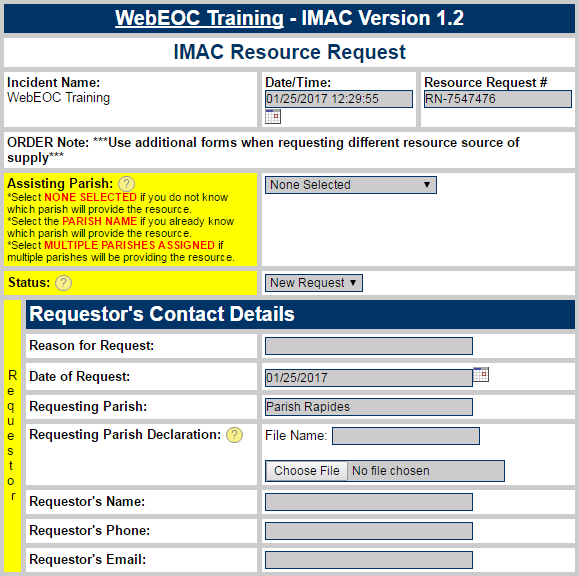 WebEOC Training - IMAC Version 1.2
IMAC Resource Request
Incident Name:
WebEOC Training
Date/Time:
01/25/2017 12:29:55
Resource Request #
RN-7547476
ORDER Note: ***Use additional forms when requesting different resource source of
supply***
Assisting Parish: ?
*Select NONE SELECTED if you do not know
which parish will provide the resource.
*Select the PARISH NAME if you already know
which parish will provide the resource.
*Select MULTIPLE PARISHES ASSIGNED if
multiple parishes will be providing the resource.
None Selected
Status: ?
New Request
Requestor
Requestor's Contact Details
Reason for Request:
Date of Request:
01/25/2017
Requesting Parish:
Parish Rapides
Requesting Parish Declaration: ?
File Name:
Choose File No file chosen
Requestor's Name:
Requestor's Phone:
Requestor's Email: